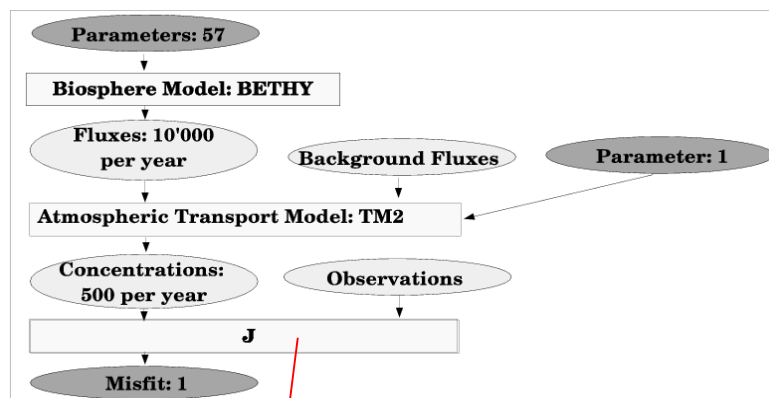 Parameters: 57
Biosphere Model: BETHY
Fluxes: 10'000
per year
Background Fluxes
Parameter: 1
Atmospheric Transport Model: TM2
Concentrations:
500 per year
Observations
J
Misfit: 1